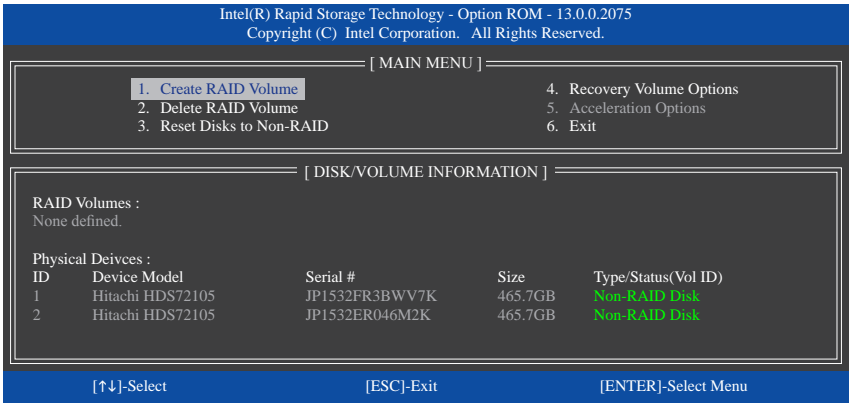 Intel(R) Rapid Storage Technology - Option ROM - 13.0.0.2075
Copyright (C) Intel Corporation. All Rights Reserved.
[ MAIN MENU ]
1. Create RAID Volume
2. Delete RAID Volume
3. Reset Disks to Non-RAID
4. Recovery Volume Options
5. Acceleration Options
6. Exit
[ DISK/VOLUME INFORMATION ]
RAID Volumes :
None defined.
Physical Deivces :
ID Device Model Serial # Size Type/Status(Vol ID)
1 Hitachi HDS72105 JP1532FR3BWV7K 465.7GB Non-RAID Disk
2 Hitachi HDS72105 JP1532ER046M2K 465.7GB Non-RAID Disk
[↑↓]-Select [ESC]-Exit [ENTER]-Select Menu